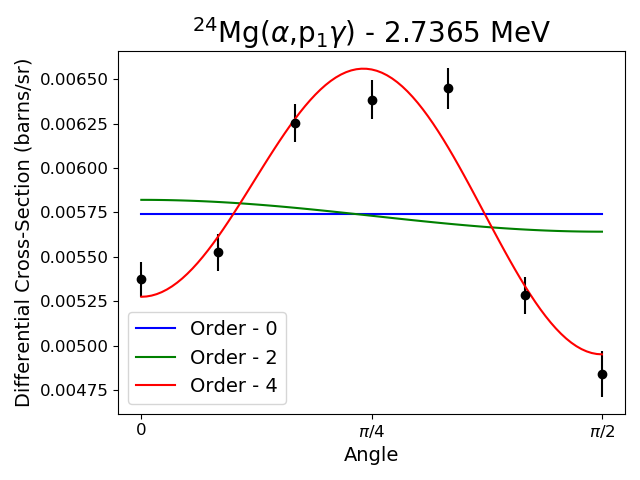 ²⁴Mg(α,p₁γ) - 2.7365 MeV
Differential Cross-Section (barns/sr)
0.00650
0.00625
0.00600
0.00575
0.00550
0.00525
0.00500
0.00475
Order - 0
Order - 2
Order - 4
0 π/4 π/2
Angle